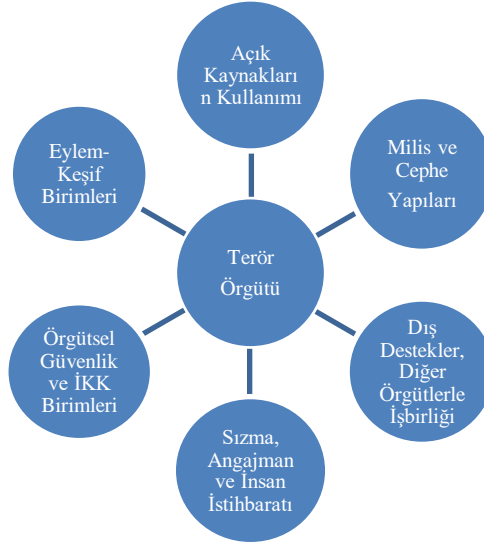 Açık
Kaynakları
n Kullanımı
Eylem-
Keşif
Birimleri
Milis ve
Cephe
Yapıları
Terör
Örgütü
Örgütsel
Güvenlik
ve İKK
Birimleri
Dış
Destekler,
Diğer
Örgütlerle
İşbirliği
Sızma,
Angajman
ve İnsan
İstihbaratı